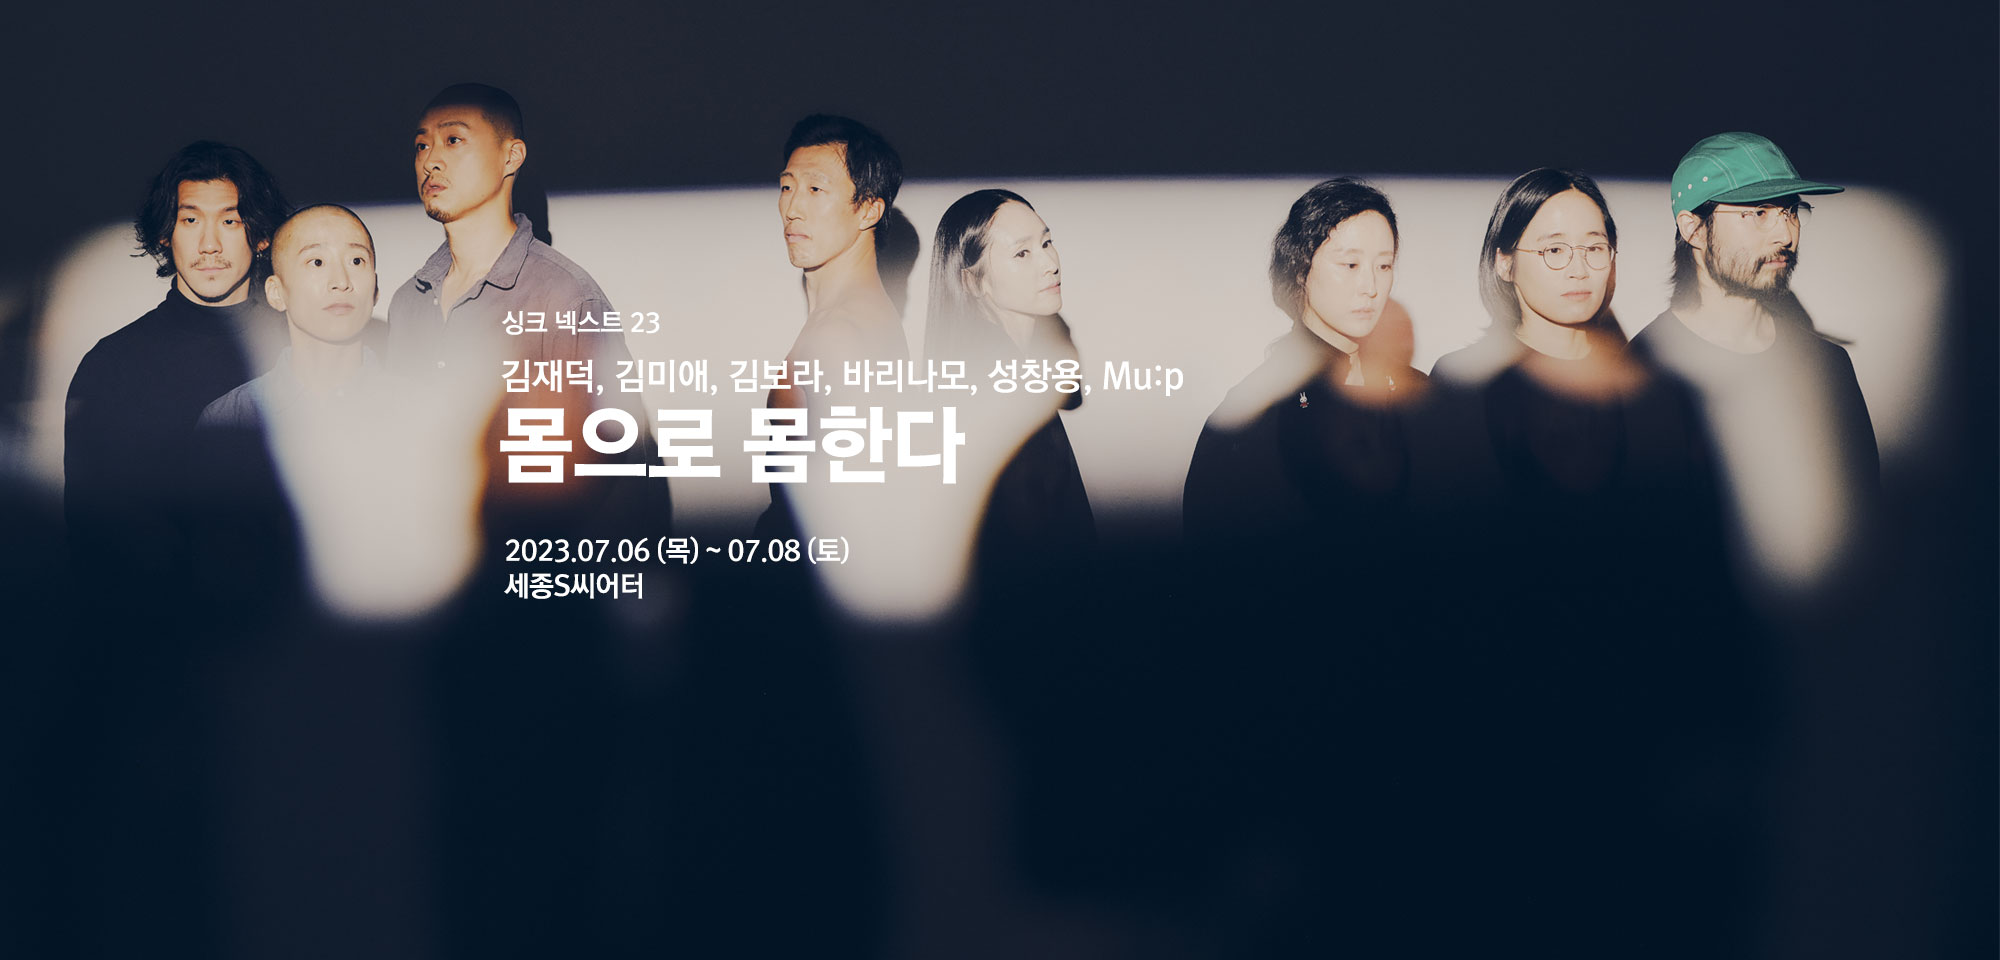 싱크 넥스트 23
김재덕, 김미애, 김보라, 바리나모, 성창용, Mu:p
몸으로 몸한다
2023.07.06 (목) ~ 07.08 (토)
세종S씨어터